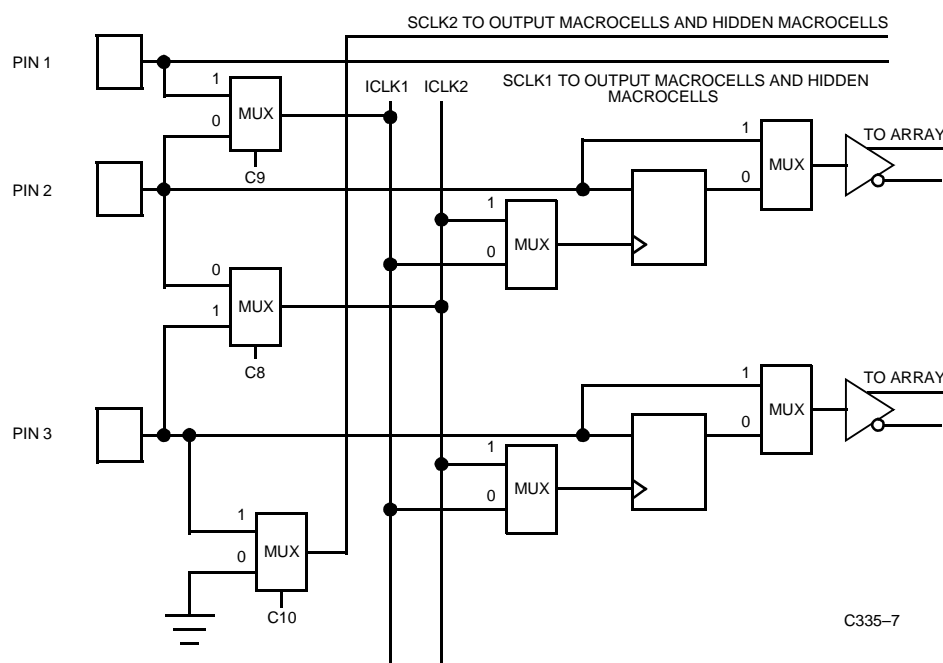 SCLK2 TO OUTPUT MACROCELLS AND HIDDEN MACROCELLS
PIN 1
1
ICLK1
ICLK2
SCLK1 TO OUTPUT MACROCELLS AND HIDDEN
MACROCELLS
MUX
0
C9
1
MUX
0
TO ARRAY
PIN 2
1
MUX
0
0
MUX
1
C8
1
MUX
0
TO ARRAY
PIN 3
1
MUX
0
1
MUX
0
C10
C335–7